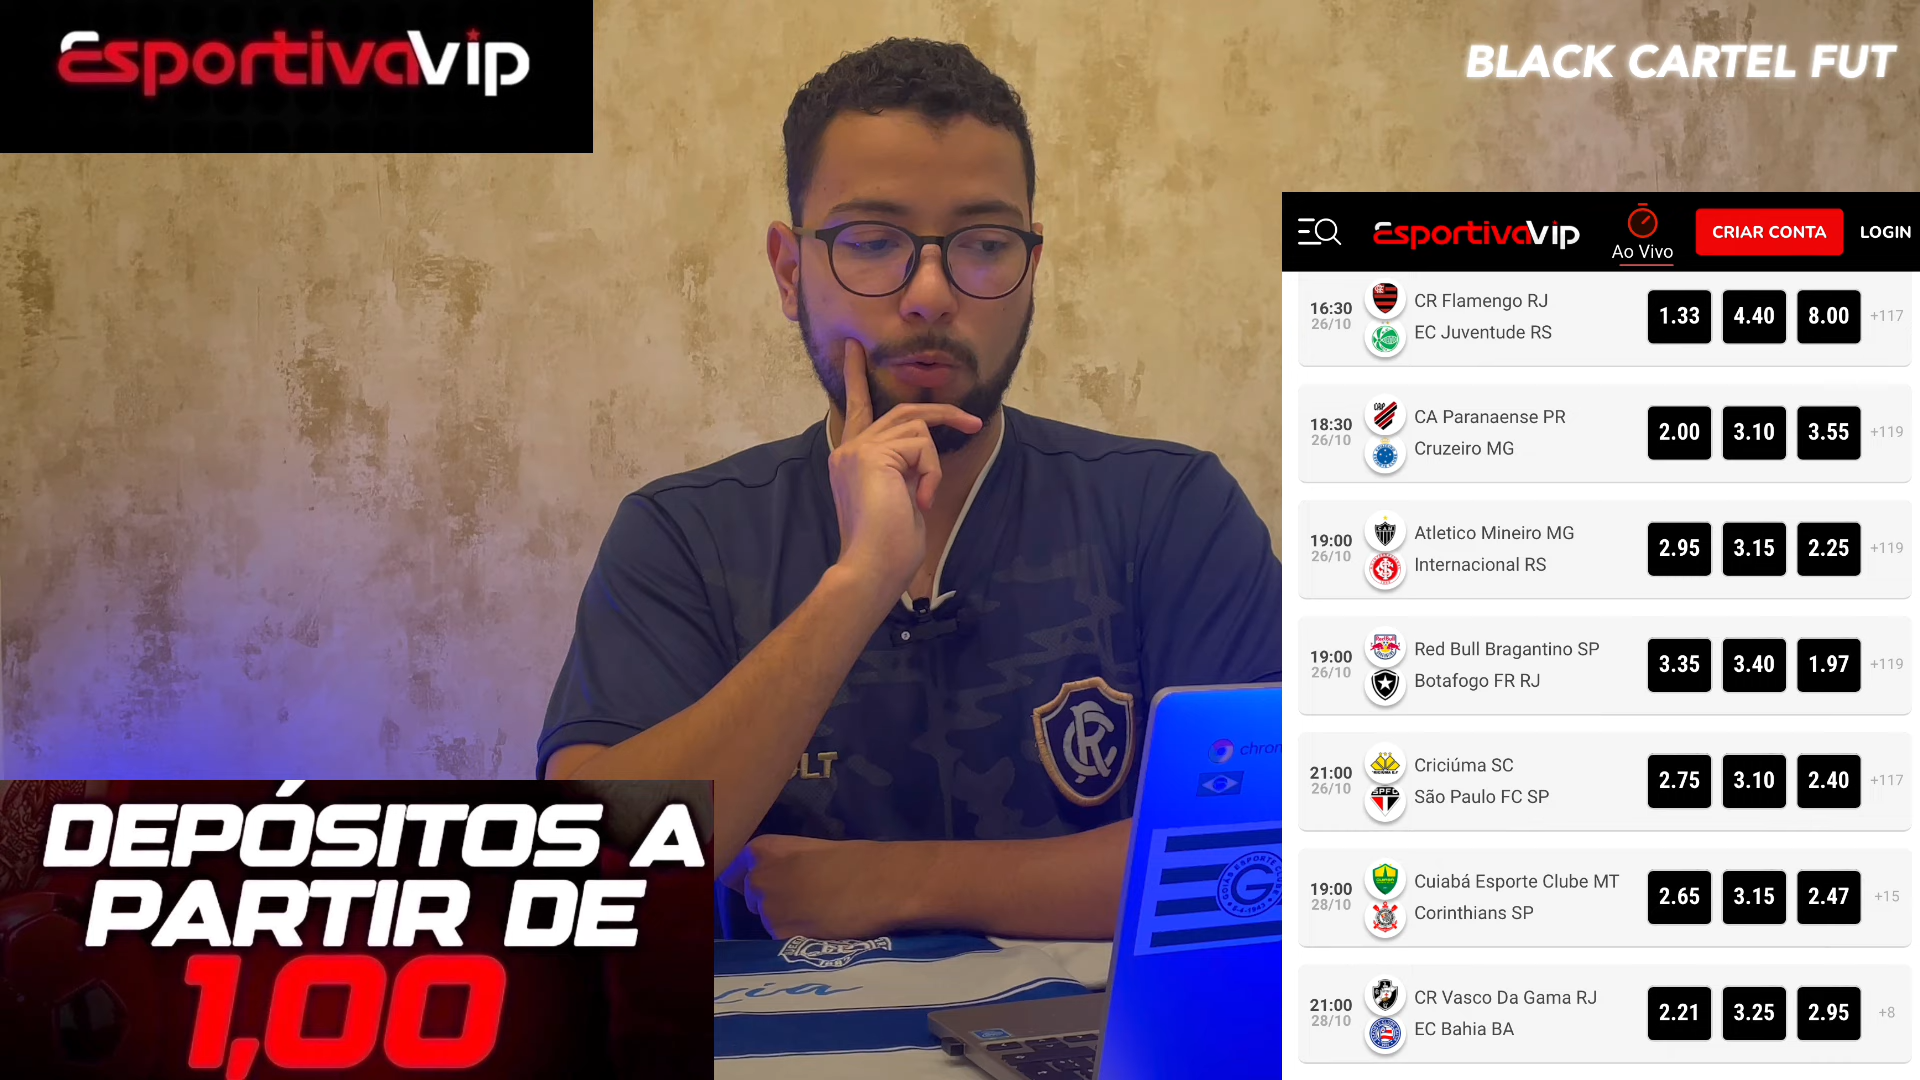 EsportivaVip
BLACK CARTEL FUT
EsportivaVip
Ao Vivo
CRIAR CONTA
LOGIN
16:30
26/10
CR Flamengo RJ
EC Juventude RS
1.33 4.40 8.00 +117
18:30
26/10
CA Paranaense PR
Cruzeiro MG
2.00 3.10 3.55 +119
19:00
26/10
Atletico Mineiro MG
Internacional RS
2.95 3.15 2.25 +119
19:00
26/10
Red Bull Bragantino SP
Botafogo FR RJ
3.35 3.40 1.97 +119
21:00
26/10
Criciúma SC
São Paulo FC SP
2.75 3.10 2.40 +117
19:00
28/10
Cuiabá Esporte Clube MT
Corinthians SP
2.65 3.15 2.47 +15
21:00
28/10
CR Vasco Da Gama RJ
EC Bahia BA
2.21 3.25 2.95 +8
DEPÓSITOS A
PARTIR DE
1,00